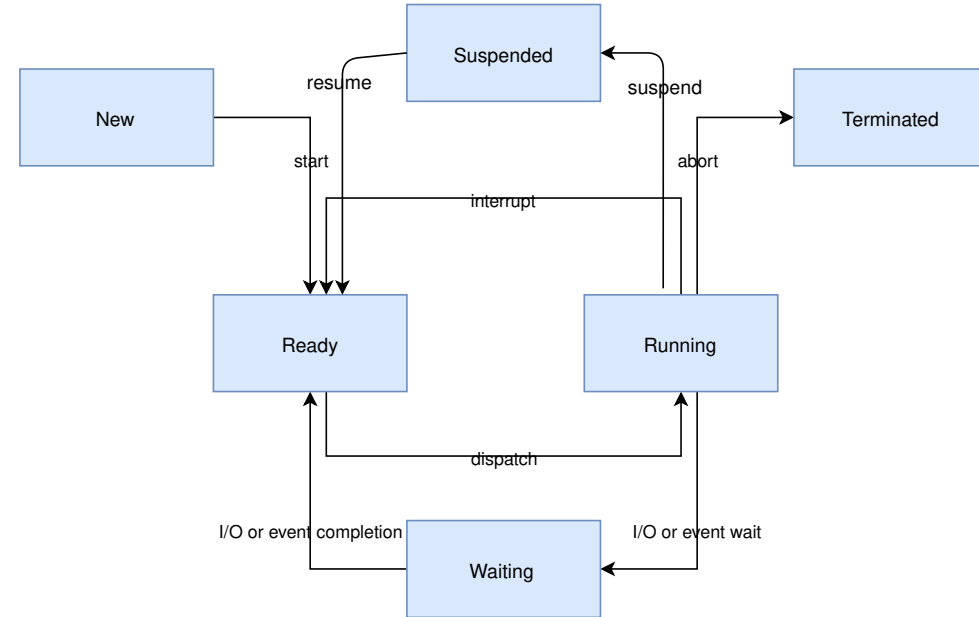 Suspended
resume
suspend
New
Terminated
start
abort
interrupt
Ready
Running
dispatch
I/O or event completion
I/O or event wait
Waiting